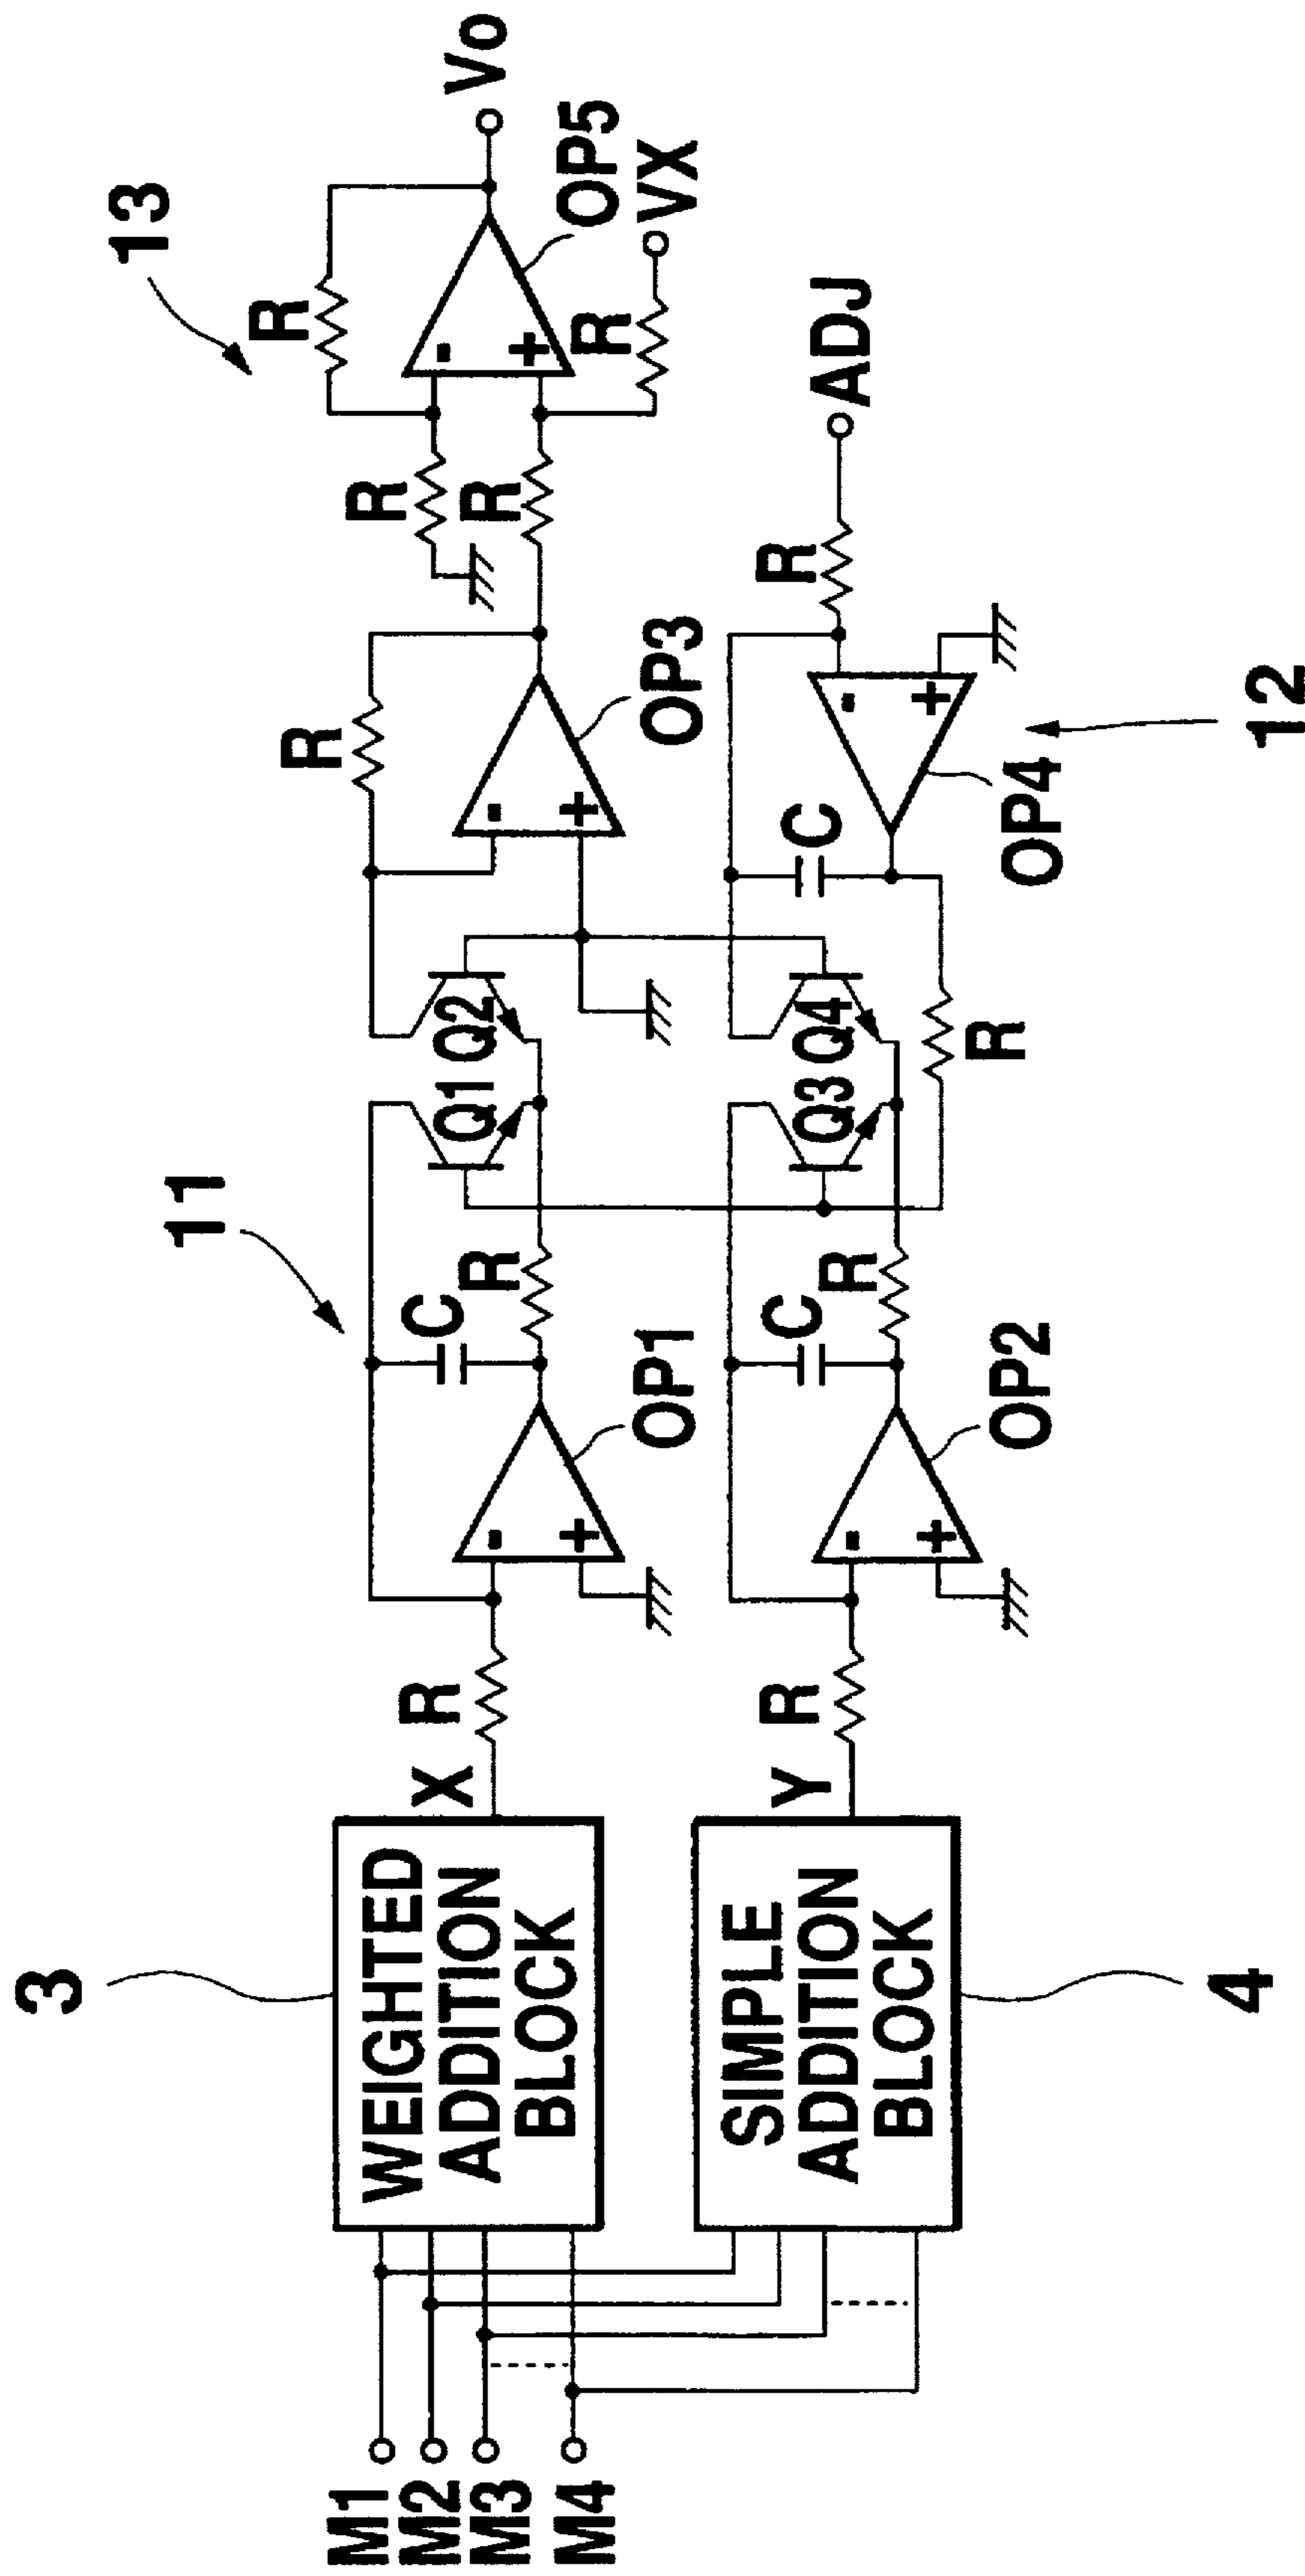 13
R
Vo
OP5
R
R
R
VX
11
R
OP3
ADJ
R
C
Q1
Q2
R
OP1
C
OP4
12
3
WEIGHTED
ADDITION
BLOCK
X
R
C
R
Q3
Q4
R
OP2
SIMPLE
ADDITION
BLOCK
Y
R
4
M1
M2
M3
M4